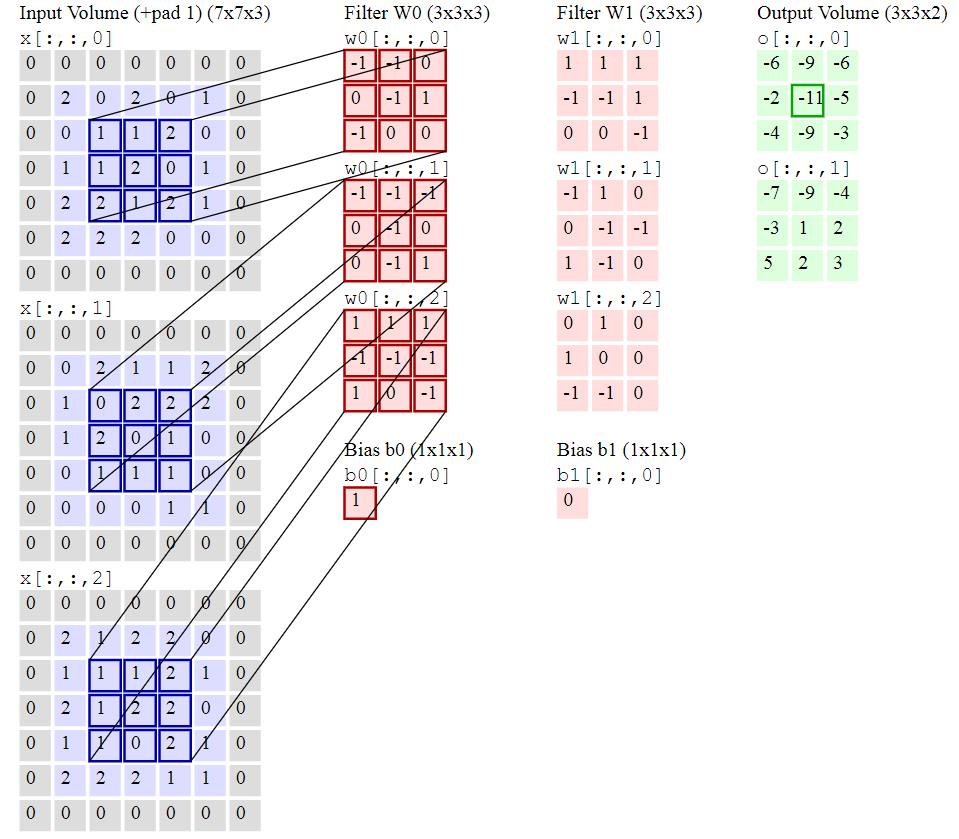 Input Volume (+pad 1) (7x7x3) Filter W0 (3x3x3) Filter W1 (3x3x3) Output Volume (3x3x2)
x[:,:,0] w0[:,:,0] w1[:,:,0] o[:,:,0]
0 0 0 0 0 0 0 -1 -1 0 1 1 1 -6 -9 -6
0 2 0 2 0 1 0 0 -1 1 -1 -1 1 -2 -11 -5
0 0 1 1 2 0 0 -1 0 0 0 0 -1 -4 -9 -3
w0[:,:,1] w1[:,:,1] o[:,:,1]
0 1 1 2 0 1 0 -1 -1 -1 -1 1 0 -7 -9 -4
0 2 2 1 2 1 0 0 -1 0 0 -1 -1 -3 1 2
0 2 2 2 0 0 0 0 -1 1 1 -1 0 5 2 3
0 0 0 0 0 0 0
x[:,:,1] w0[:,:,2] w1[:,:,2]
0 0 0 0 0 0 0 1 1 1 0 1 0
0 0 2 1 1 2 0 -1 -1 -1 1 0 0
0 1 0 2 2 2 0 1 0 -1 -1 -1 0
0 1 2 0 1 0 0 Bias b0 (1x1x1) Bias b1 (1x1x1)
0 0 1 1 1 0 0 b0[:,:,0] b1[:,:,0]
0 0 0 0 1 1 0 1 0
0 0 0 0 0 0 0
x[:,:,2]
0 0 0 0 0 0 0
0 2 1 2 2 0 0
0 1 1 1 2 1 0
0 2 1 2 2 0 0
0 1 1 0 2 1 0
0 2 2 2 1 1 0
0 0 0 0 0 0 0